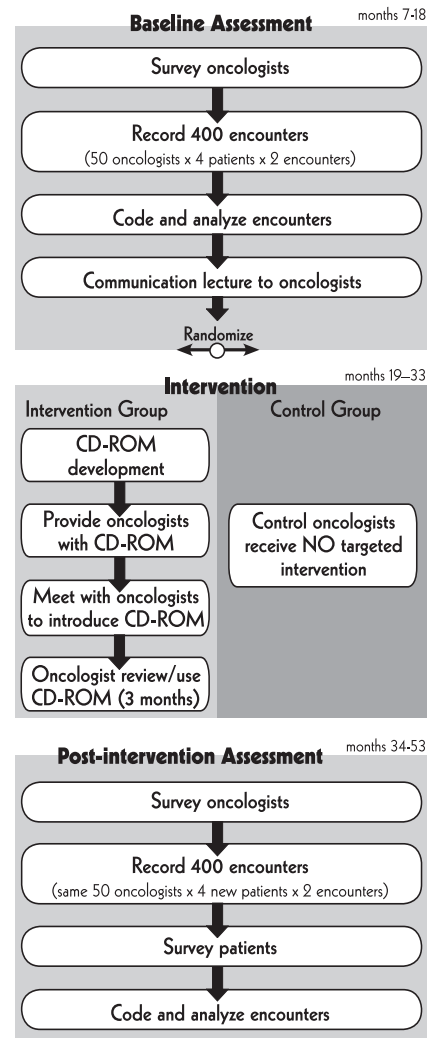 months 7-18
Baseline Assessment
Survey oncologists
Record 400 encounters
(50 oncologists x 4 patients x 2 encounters)
Code and analyze encounters
Communication lecture to oncologists
Randomize
months 19–33
Intervention
Intervention Group
CD-ROM
development
Provide oncologists
with CD-ROM
Meet with oncologists
to introduce CD-ROM
Oncologist review/use
CD-ROM (3 months)
Control Group
Control oncologists
receive NO targeted
intervention
months 34-53
Post-intervention Assessment
Survey oncologists
Record 400 encounters
(same 50 oncologists x 4 new patients x 2 encounters)
Survey patients
Code and analyze encounters